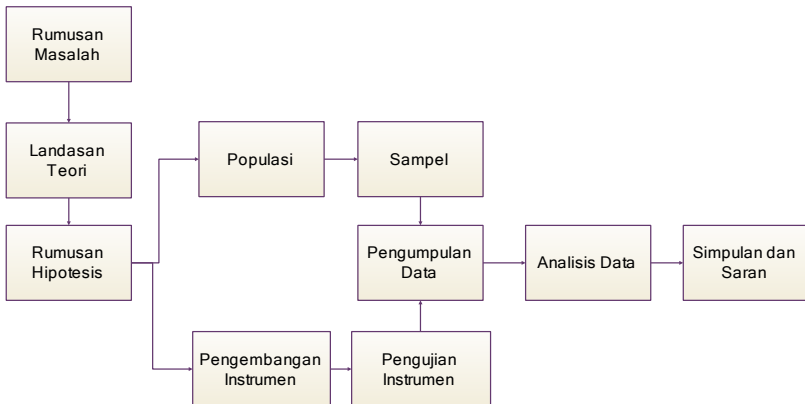 Rumusan
Masalah
Landasan
Teori
Rumusan
Hipotesis
Populasi
Sampel
Pengembangan
Instrumen
Pengujian
Instrumen
Pengumpulan
Data
Analisis Data
Simpulan dan
Saran